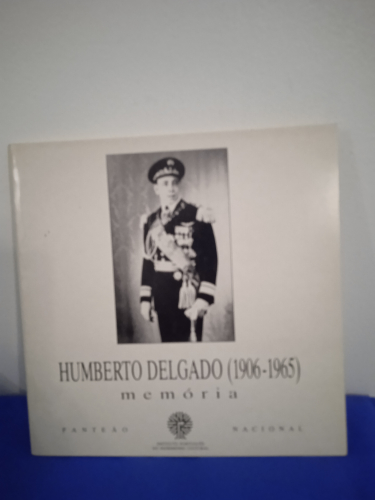 HUMBERTO DELGADO (1906-1965)
memória
PANTEÃO NACIONAL